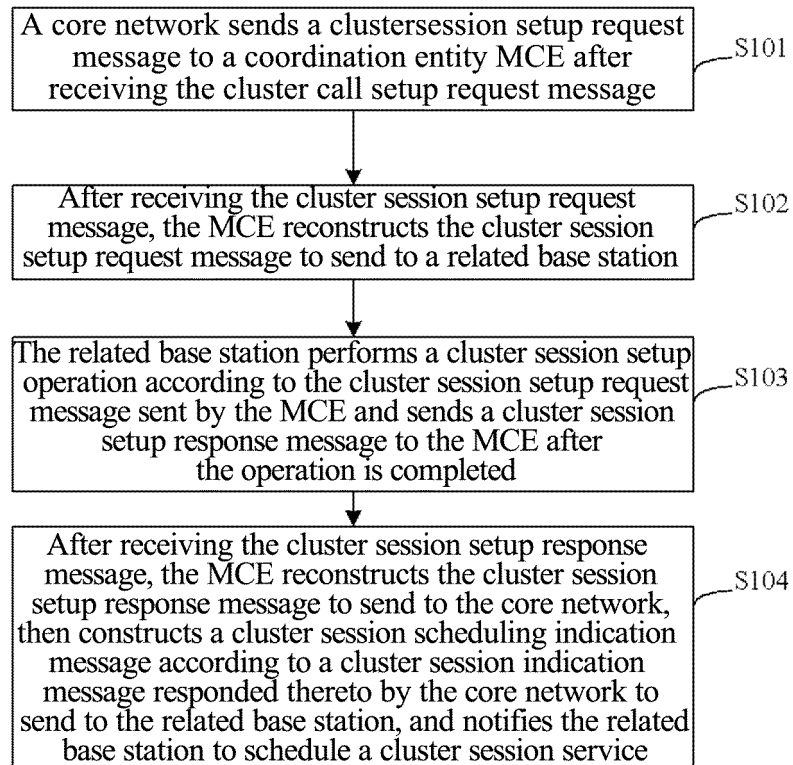 A core network sends a clustersession setup request
message to a coordination entity MCE after
receiving the cluster call setup request message
S101
After receiving the cluster session setup request
message, the MCE reconstructs the cluster session
setup request message to send to a related base station
S102
The related base station performs a cluster session setup
operation according to the cluster session setup request
message sent by the MCE and sends a cluster session
setup response message to the MCE after
the operation is completed
S103
After receiving the cluster session setup response
message, the MCE reconstructs the cluster session
setup response message to send to the core network,
then constructs a cluster session scheduling indication
message according to a cluster session indication
message responded thereto by the core network to
send to the related base station, and notifies the related
base station to schedule a cluster session service
S104